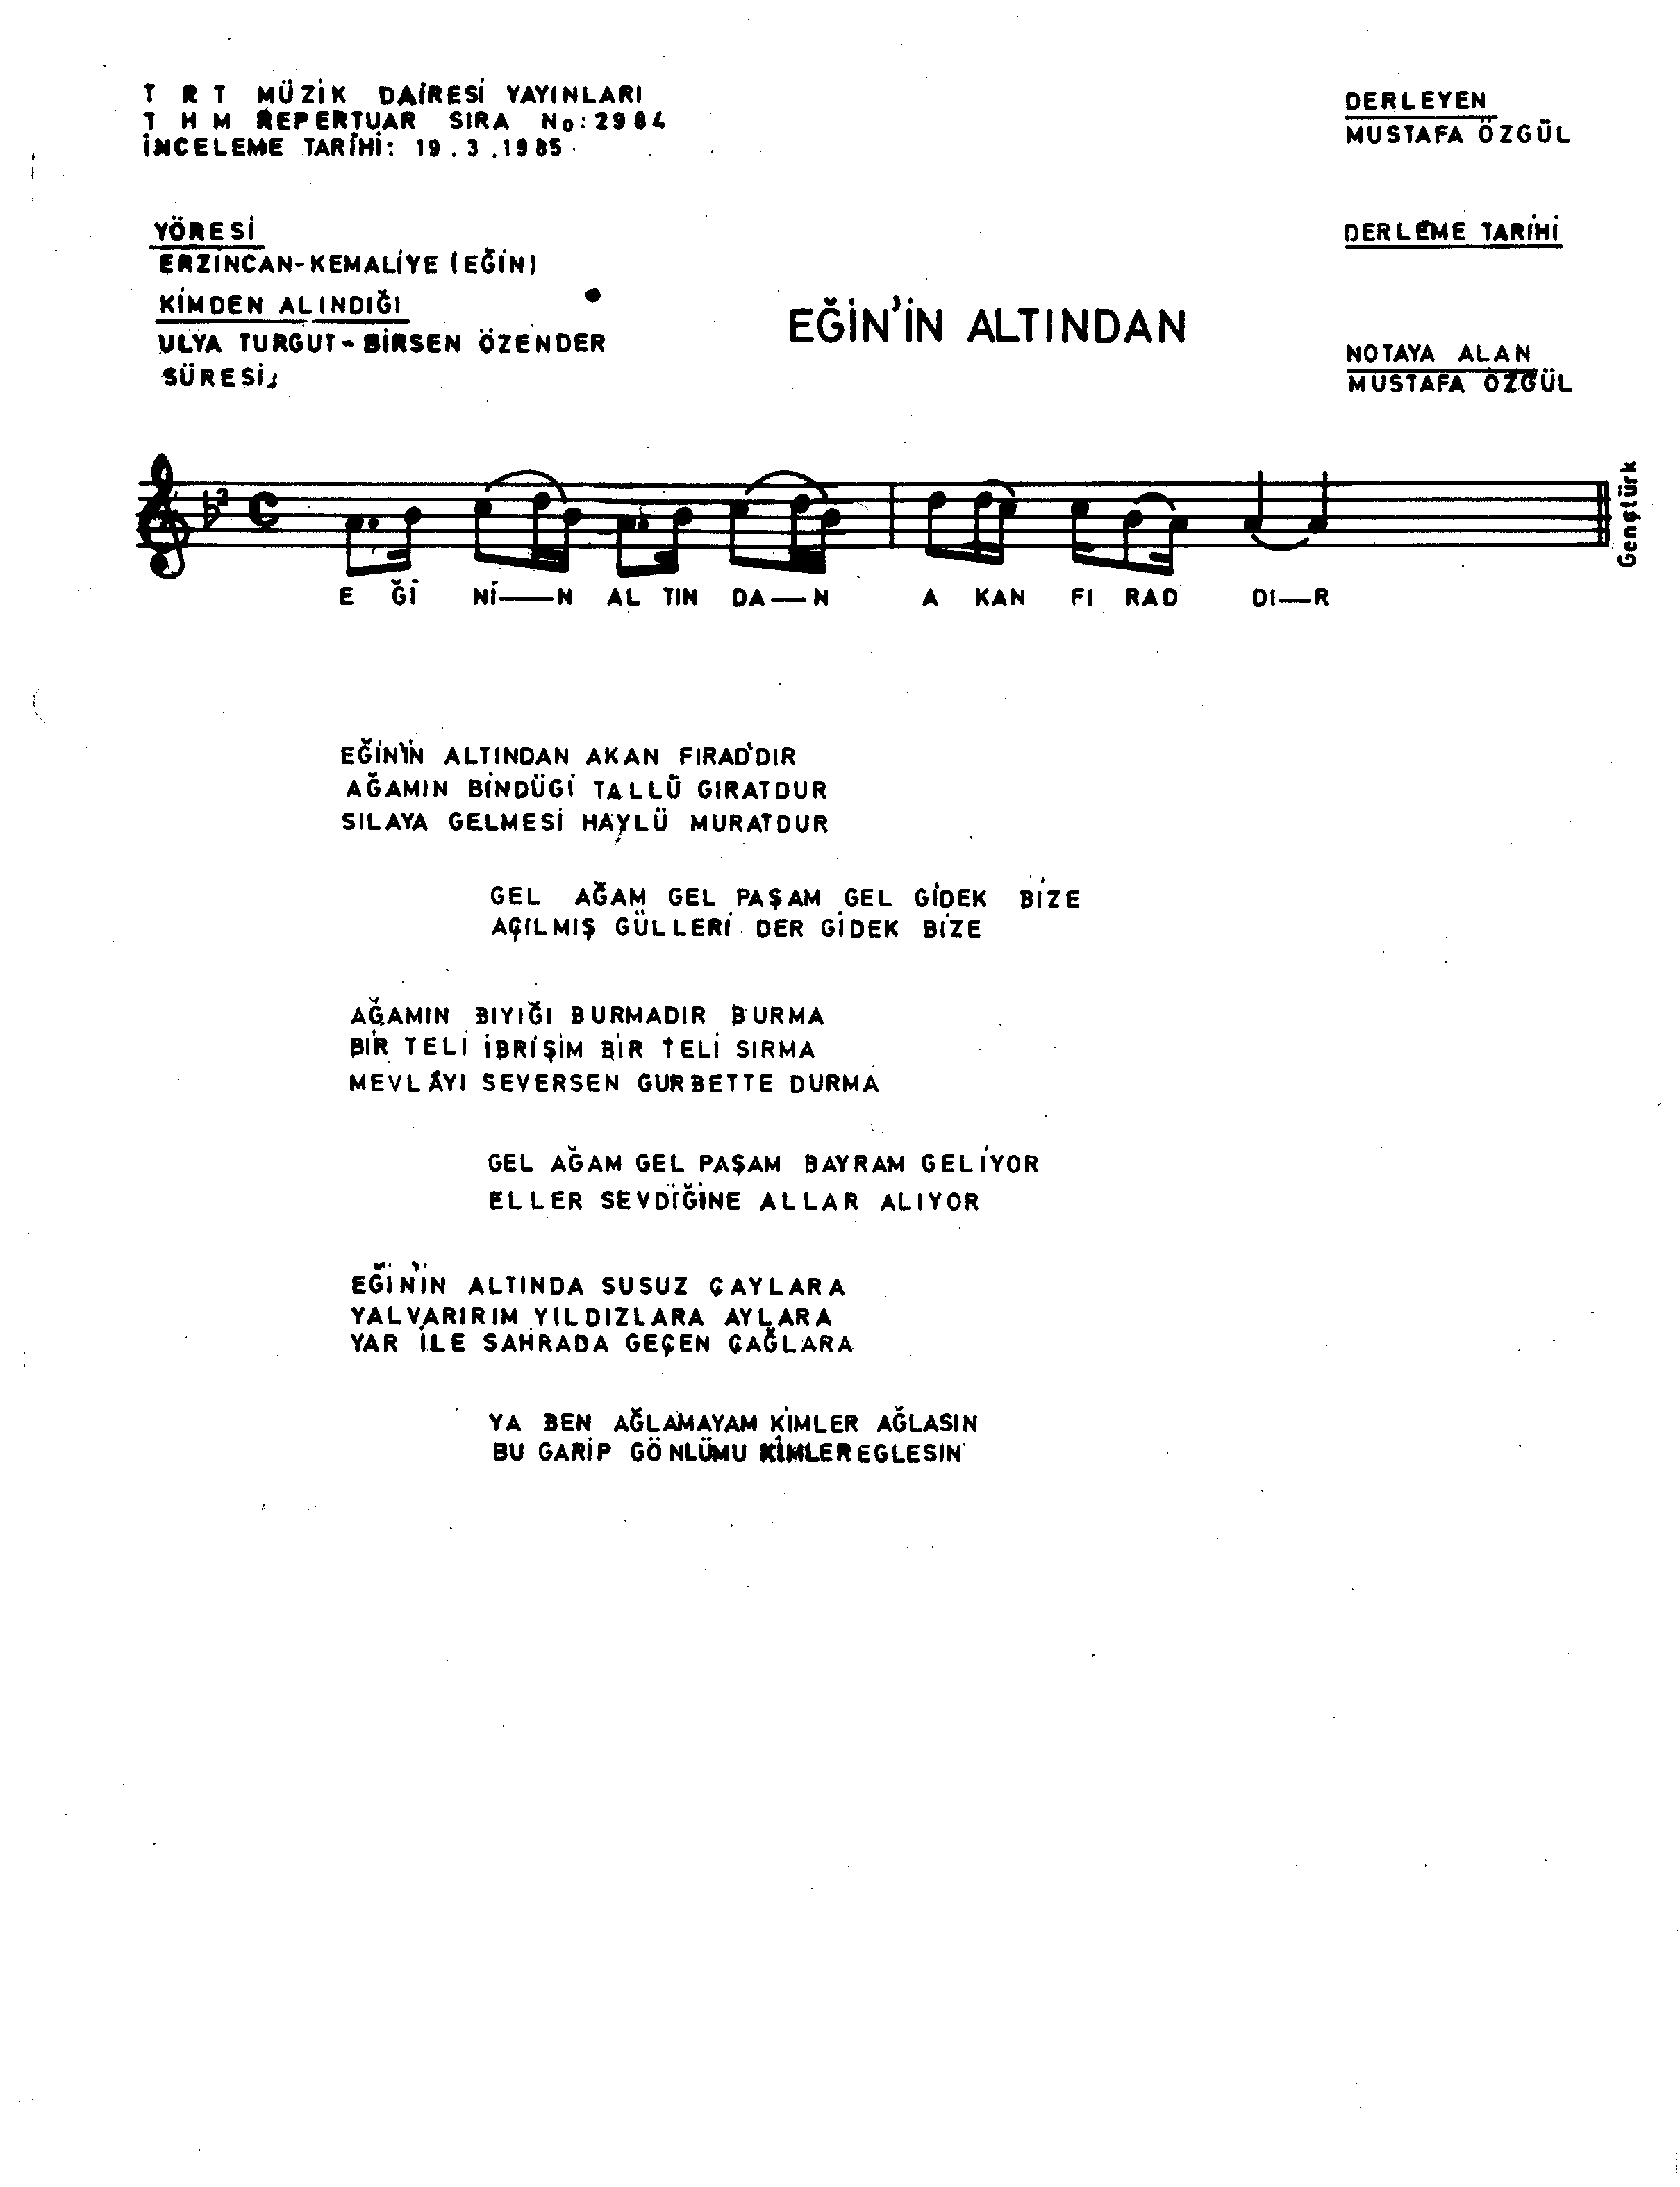 T R T MÜZİK DAİRESİ YAYINLARI
T H M REPERTUAR SIRA No:2984
İNCELEME TARİHİ: 19.3.1985
DERLEYEN
MUSTAFA ÖZGÜL
YÖRESİ
ERZİNCAN-KEMALİYE (EĞİN)
DERLEME TARİHİ
KİMDEN ALINDIĞI
ULYA TURGUT-BİRSEN ÖZENDER
SÜRESİ:
EĞİN'İN ALTINDAN
NOTAYA ALAN
MUSTAFA ÖZGÜL
Gençtürk
E Ğİ Nİ—N AL TIN DA—N A KAN FI RAD DI—R
EĞİN'İN ALTINDAN AKAN FIRAD'DIR
AĞAMIN BİNDÜGİ TALLÜ GIRATDUR
SILAYA GELMESİ HAYLÜ MURATDUR
GEL AĞAM GEL PAŞAM GEL GİDEK BİZE
AÇILMIŞ GÜLLERİ DER GİDEK BİZE
AĞAMIN BIYIĞI BURMADIR BURMA
BİR TELİ İBRİŞİM BİR TELİ SIRMA
MEVLÂYI SEVERSEN GURBETTE DURMA
GEL AĞAM GEL PAŞAM BAYRAM GELİYOR
ELLER SEVDİĞİNE ALLAR ALIYOR
EĞİN'İN ALTINDA SUSUZ ÇAYLARA
YALVARIRIM YILDIZLARA AYLARA
YAR İLE SAHRADA GEÇEN ÇAĞLARA
YA BEN AĞLAMAYAM KİMLER AĞLASIN
BU GARİP GÖNLÜMU KİMLER EGLESIN